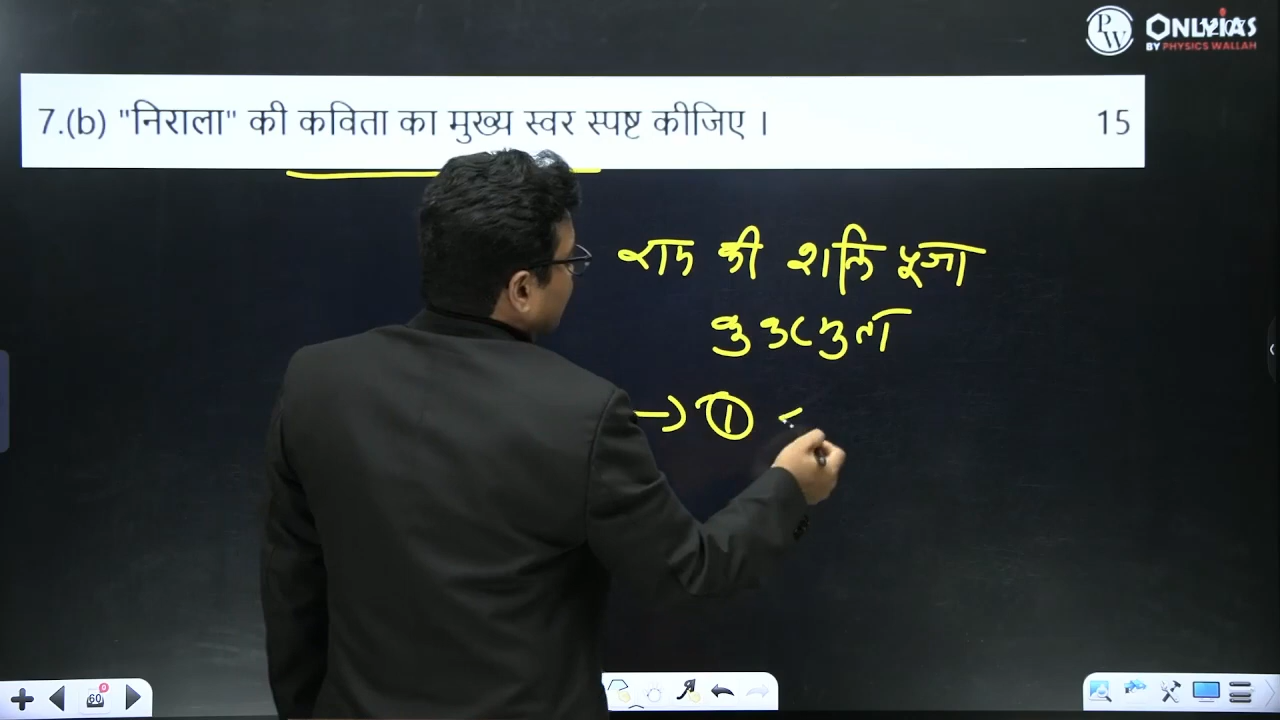 PW ONLYIAS
BY PHYSICS WALLAH
7.(b) "निराला" की कविता का मुख्य स्वर स्पष्ट कीजिए । 15
राम की शक्ति पूजा
कुकुरमुत्ता
→ ①
60